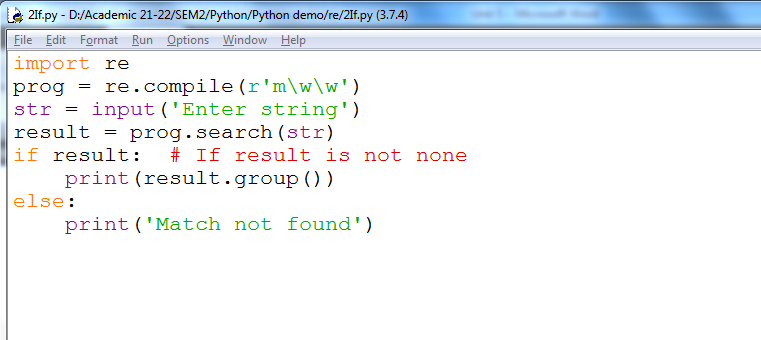 2If.py - D:/Academic 21-22/SEM2/Python/Python demo/re/2If.py (3.7.4)
File Edit Format Run Options Window Help
import re
prog = re.compile(r'm\w\w')
str = input('Enter string')
result = prog.search(str)
if result:  # If result is not none
    print(result.group())
else:
    print('Match not found')